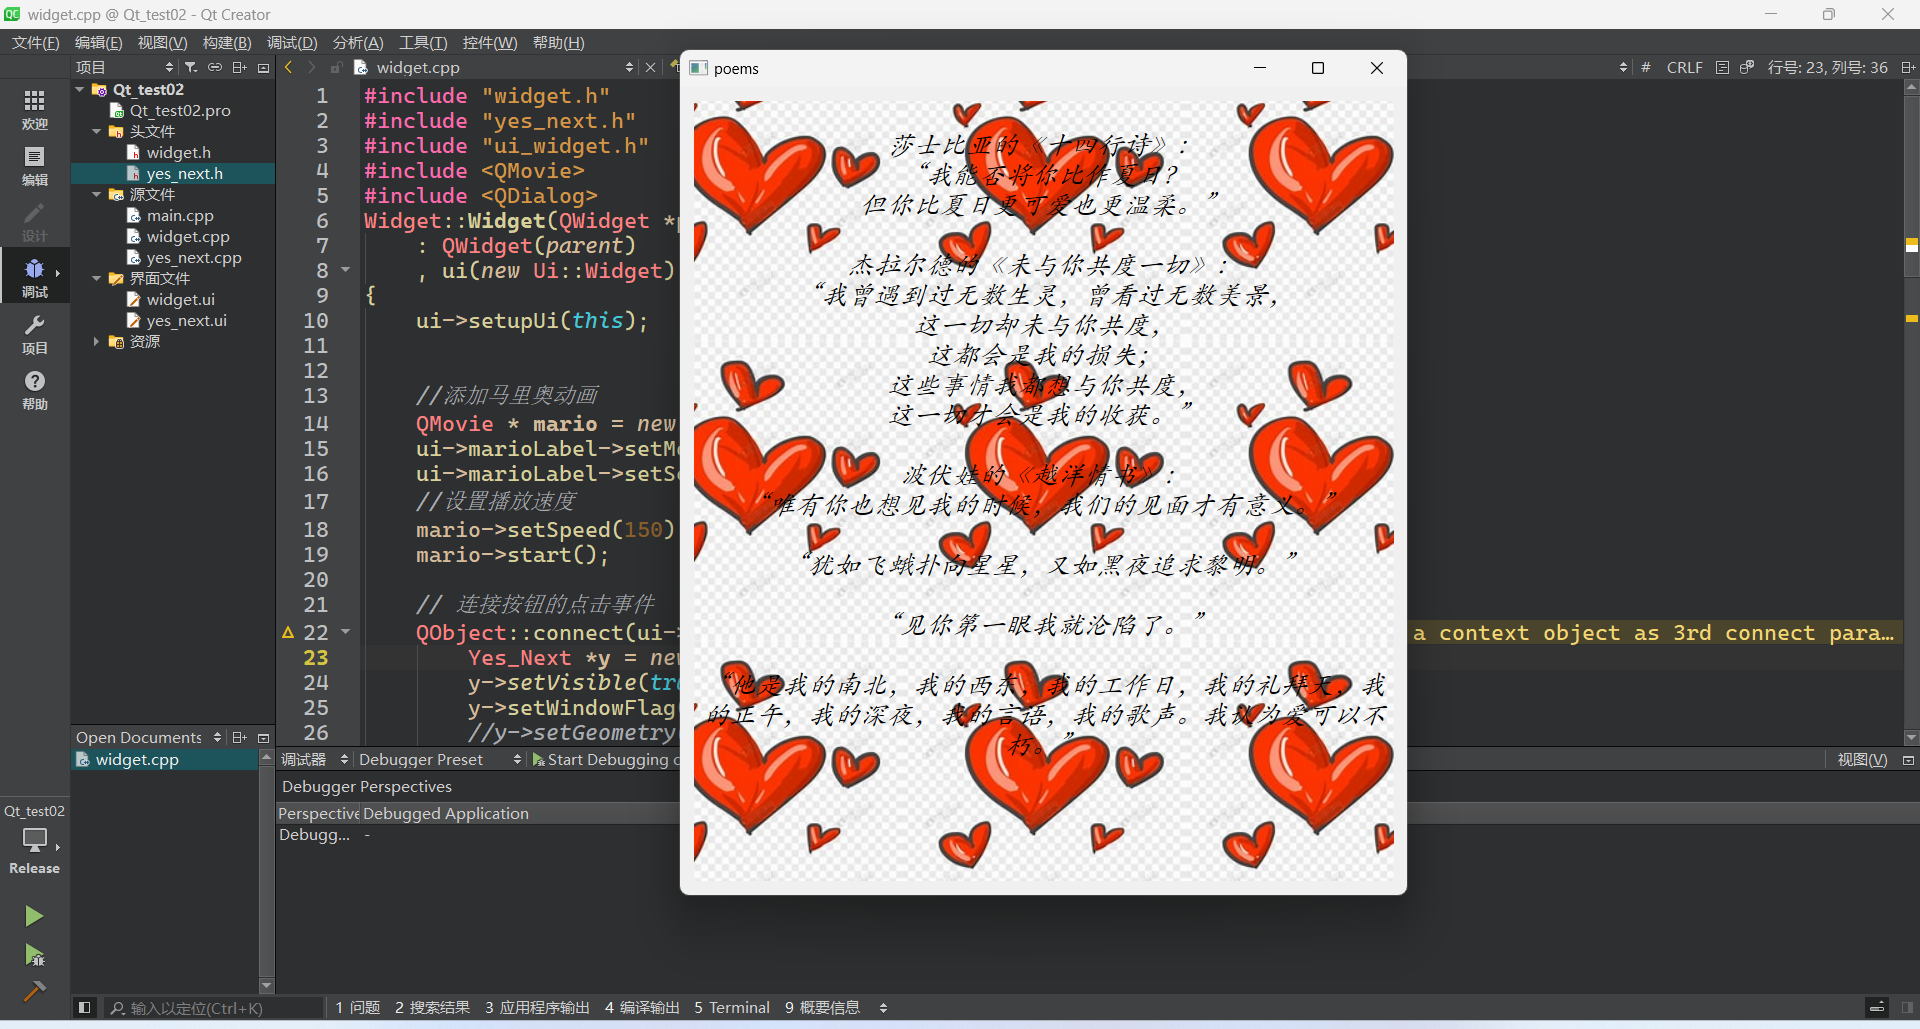 widget.cpp @ Qt_test02 - Qt Creator
文件(F) 编辑(E) 视图(V) 构建(B) 调试(D) 分析(A) 工具(T) 控件(W) 帮助(H)
项目
widget.cpp
# CRLF 行号: 23, 列号: 36
欢迎
编辑
设计
调试
项目
帮助
Qt_test02
Release
Qt_test02
Qt_test02.pro
头文件
widget.h
yes_next.h
源文件
main.cpp
widget.cpp
yes_next.cpp
界面文件
widget.ui
yes_next.ui
资源
Open Documents
widget.cpp
1 #include "widget.h"
2 #include "yes_next.h"
3 #include "ui_widget.h"
4 #include <QMovie>
5 #include <QDialog>
6 Widget::Widget(QWidget *
7 : QWidget(parent)
8 , ui(new Ui::Widget)
9 {
10 ui->setupUi(this);
11
12
13 //添加马里奥动画
14 QMovie * mario = new
15 ui->marioLabel->setM
16 ui->marioLabel->setS
17 //设置播放速度
18 mario->setSpeed(150)
19 mario->start();
20
21 // 连接按钮的点击事件
22 QObject::connect(ui-> a context object as 3rd connect para...
23 Yes_Next *y = new
24 y->setVisible(tr
25 y->setWindowFlag
26 //y->setGeometry
poems
莎士比亚的《十四行诗》:
“我能否将你比作夏日?
但你比夏日更可爱也更温柔。”
杰拉尔德的《未与你共度一切》:
“我曾遇到过无数生灵，曾看过无数美景，
这一切却未与你共度，
这都会是我的损失;
这些事情我都想与你共度，
这一切才会是我的收获。”
波伏娃的《越洋情书》:
“唯有你也想见我的时候，我们的见面才有意义。”
“犹如飞蛾扑向星星，又如黑夜追求黎明。”
“见你第一眼我就沦陷了。”
“他是我的南北，我的西东，我的工作日，我的礼拜天，我
的正午，我的深夜，我的言语，我的歌声。我认为爱可以不
朽。”
调试器 Debugger Preset Start Debugging 视图(V)
Debugger Perspectives
Perspective Debugged Application
Debugg... -
输入以定位(Ctrl+K) 1 问题 2 搜索结果 3 应用程序输出 4 编译输出 5 Terminal 9 概要信息